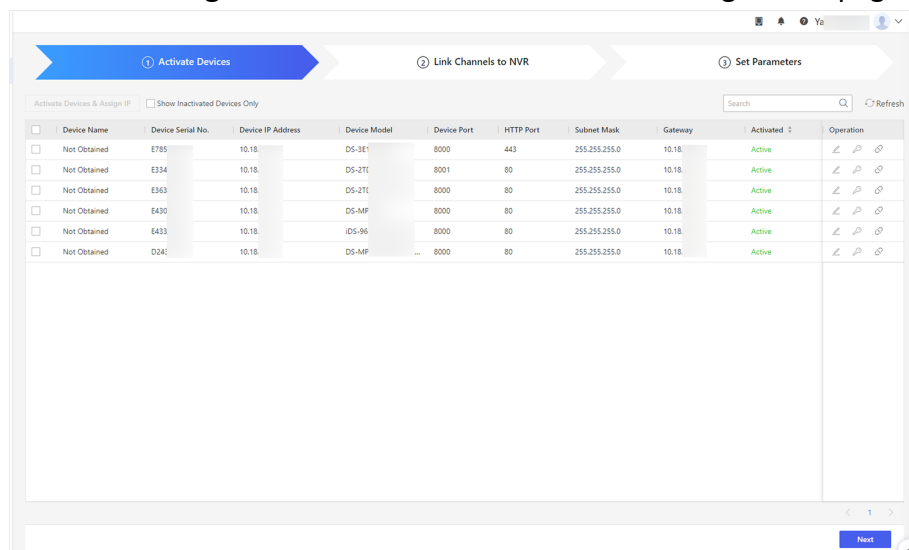 Ya
1 Activate Devices
2 Link Channels to NVR
3 Set Parameters
Activate Devices & Assign IP
Show Inactivated Devices Only
Search
Refresh
Device Name Device Serial No. Device IP Address Device Model Device Port HTTP Port Subnet Mask Gateway Activated Operation
Not Obtained E785 10.18. DS-3E1 8000 443 255.255.255.0 10.18. Active
Not Obtained E334 10.18. DS-2TD 8001 80 255.255.255.0 10.18. Active
Not Obtained E363 10.18. DS-2TD 8000 80 255.255.255.0 10.18. Active
Not Obtained E430 10.18. DS-MP 8000 80 255.255.255.0 10.18. Active
Not Obtained E433 10.18. iDS-96 8000 80 255.255.255.0 10.18. Active
Not Obtained D243 10.18. DS-MP ... 8000 80 255.255.255.0 10.18. Active
1
Next